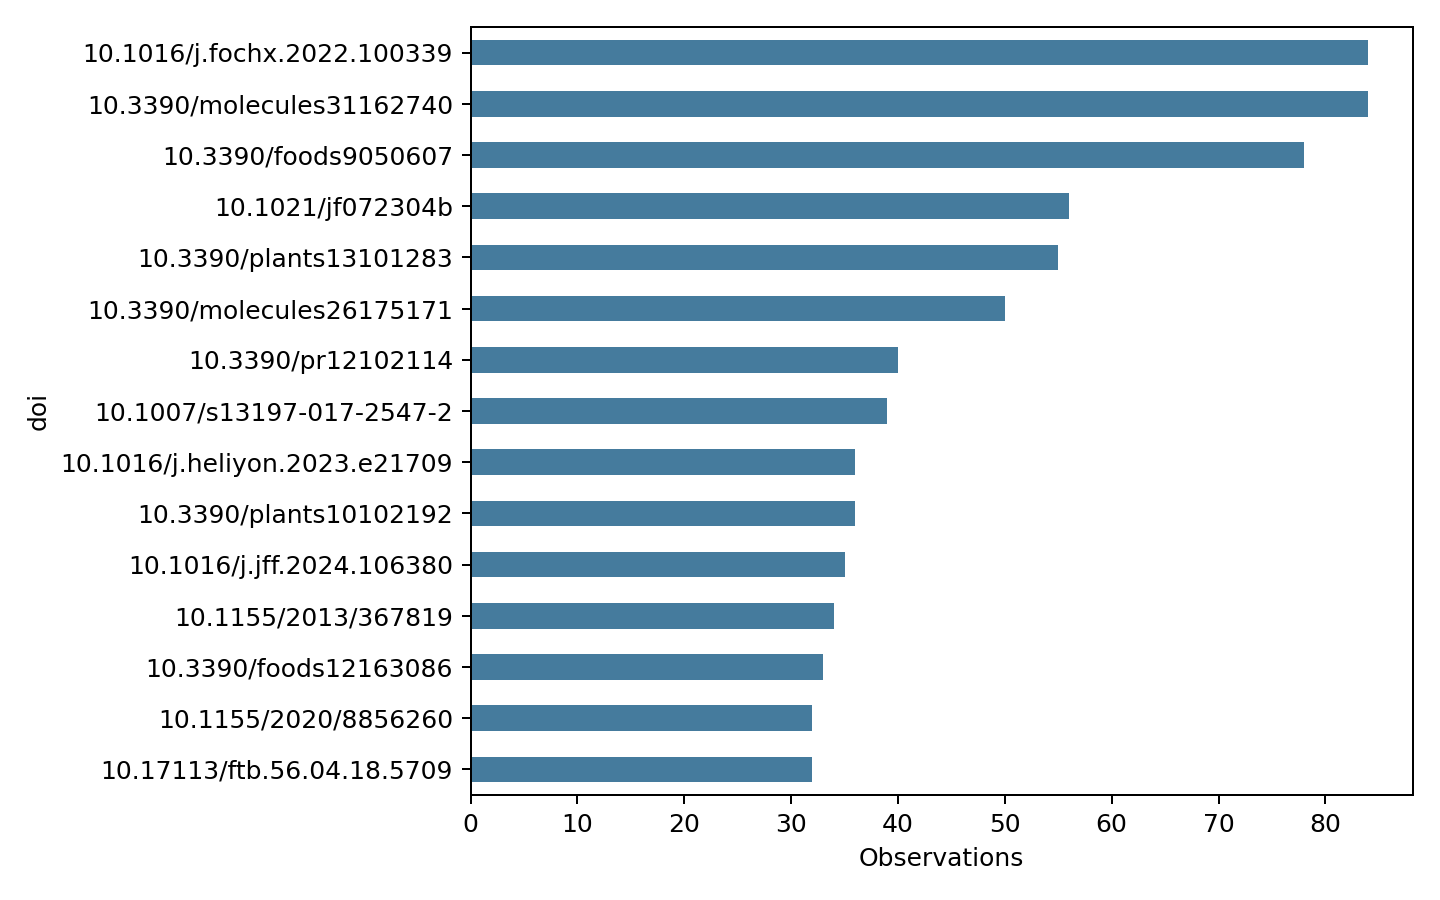 10.1016/j.fochx.2022.100339
10.3390/molecules31162740
10.3390/foods9050607
10.1021/jf072304b
10.3390/plants13101283
10.3390/molecules26175171
10.3390/pr12102114
10.1007/s13197-017-2547-2
10.1016/j.heliyon.2023.e21709
10.3390/plants10102192
10.1016/j.jff.2024.106380
10.1155/2013/367819
10.3390/foods12163086
10.1155/2020/8856260
10.17113/ftb.56.04.18.5709
doi
0 10 20 30 40 50 60 70 80
Observations